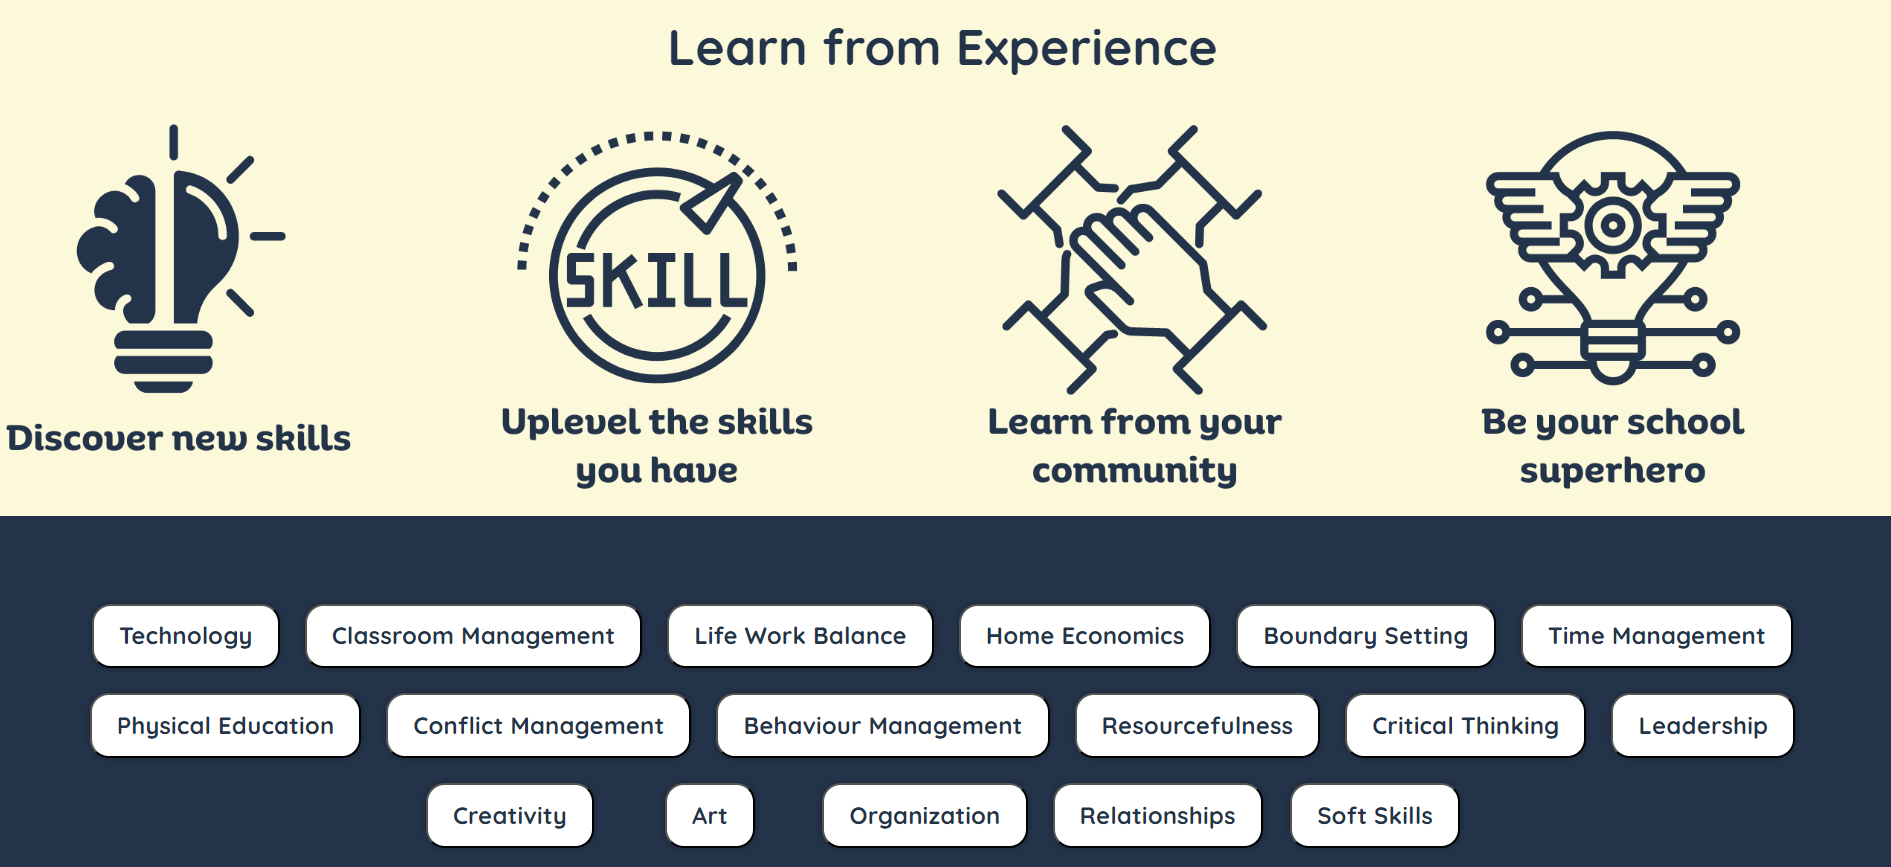 Learn from Experience
SKILL
Discover new skills
Uplevel the skills
you have
Learn from your
community
Be your school
superhero
Technology
Classroom Management
Life Work Balance
Home Economics
Boundary Setting
Time Management
Physical Education
Conflict Management
Behaviour Management
Resourcefulness
Critical Thinking
Leadership
Creativity
Art
Organization
Relationships
Soft Skills